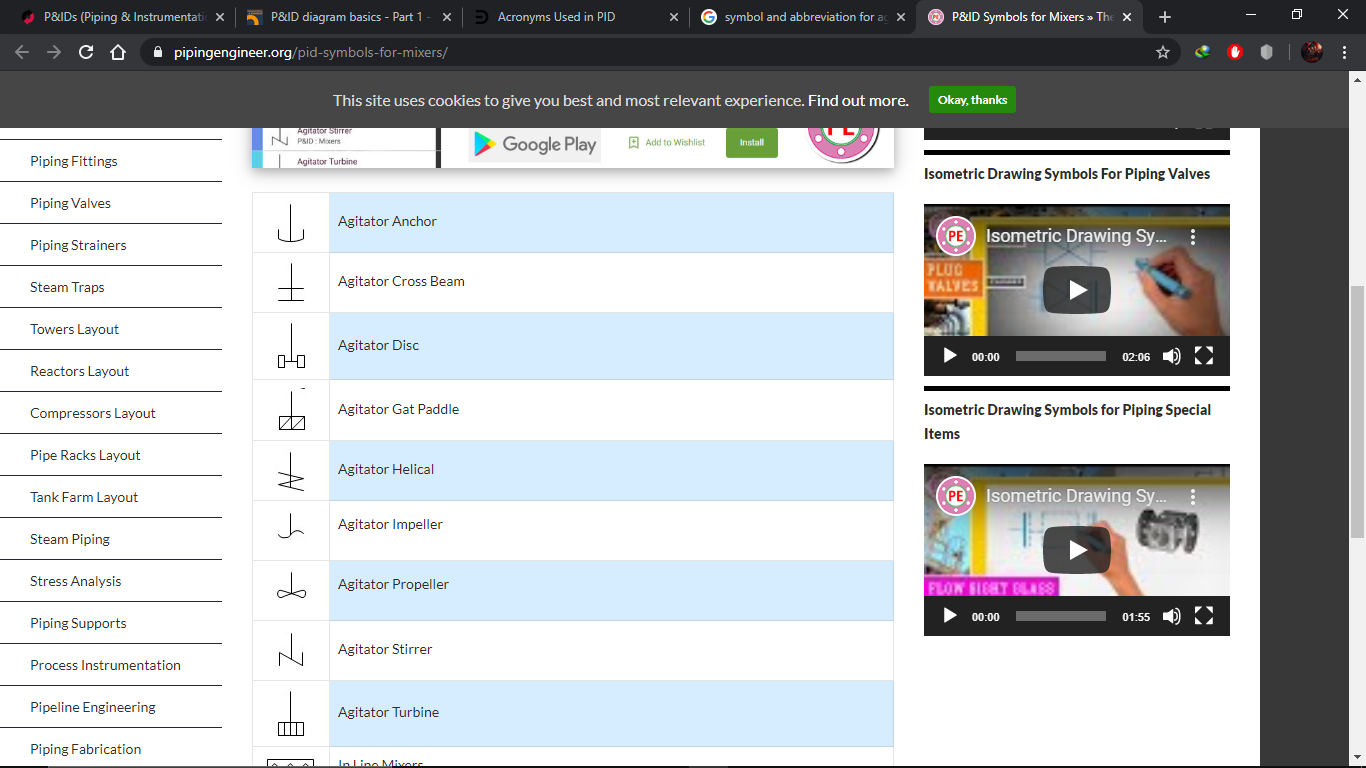 P&IDs (Piping & Instrumentati
P&ID diagram basics - Part 1 -
Acronyms Used in PID
symbol and abbreviation for ag
P&ID Symbols for Mixers » The
pipingengineer.org/pid-symbols-for-mixers/
This site uses cookies to give you best and most relevant experience. Find out more.
Okay, thanks
Piping Fittings
Piping Valves
Piping Strainers
Steam Traps
Towers Layout
Reactors Layout
Compressors Layout
Pipe Racks Layout
Tank Farm Layout
Steam Piping
Stress Analysis
Piping Supports
Process Instrumentation
Pipeline Engineering
Piping Fabrication
Agitator Stirrer
P&ID : Mixers
Agitator Turbine
Google Play
Add to Wishlist
Install
PE
Agitator Anchor
Agitator Cross Beam
Agitator Disc
Agitator Gat Paddle
Agitator Helical
Agitator Impeller
Agitator Propeller
Agitator Stirrer
Agitator Turbine
In Line Mixers
Isometric Drawing Symbols For Piping Valves
PE
Isometric Drawing Sy...
PLUG
VALVES
00:00
02:06
Isometric Drawing Symbols for Piping Special
Items
PE
Isometric Drawing Sy...
FLOW SIGHT GLASS
00:00
01:55